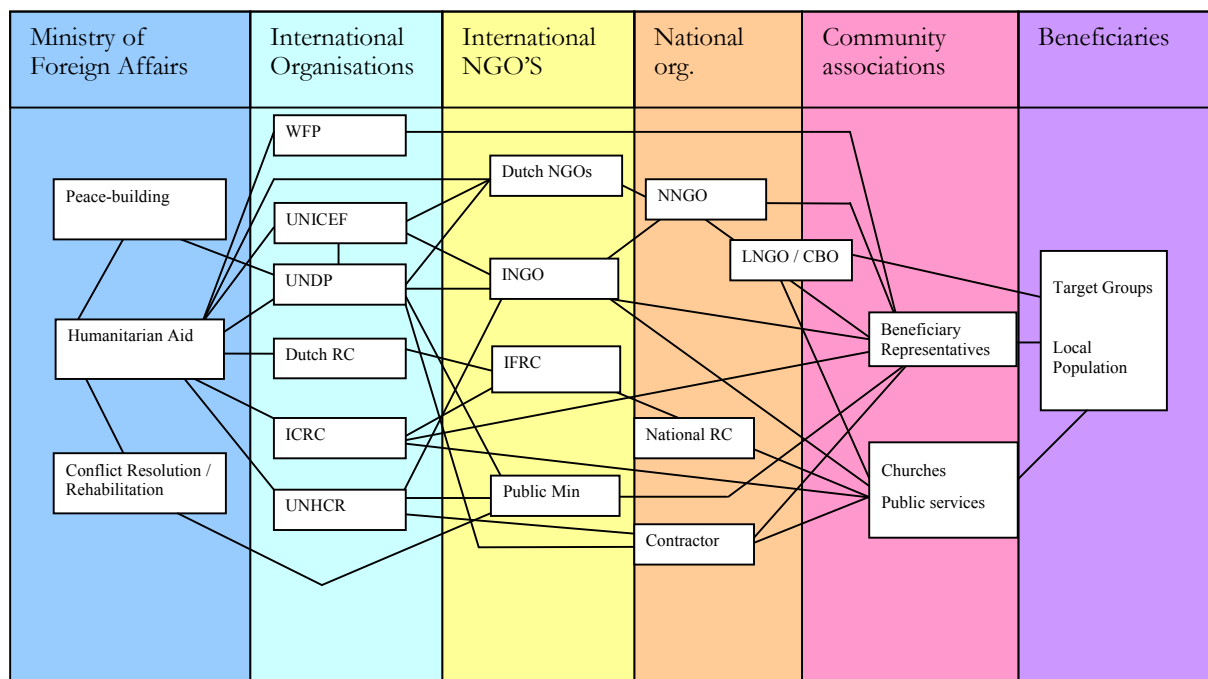 Ministry of
Foreign Affairs
International
Organisations
International
NGO'S
National
org.
Community
associations
Beneficiaries
WFP
Dutch NGOs
Peace-building
NNGO
UNICEF
LNGO / CBO
UNDP
INGO
Target Groups
Humanitarian Aid
Beneficiary
Representatives
Local
Population
Dutch RC
IFRC
ICRC
National RC
Conflict Resolution /
Rehabilitation
Churches
Public services
UNHCR
Public Min
Contractor